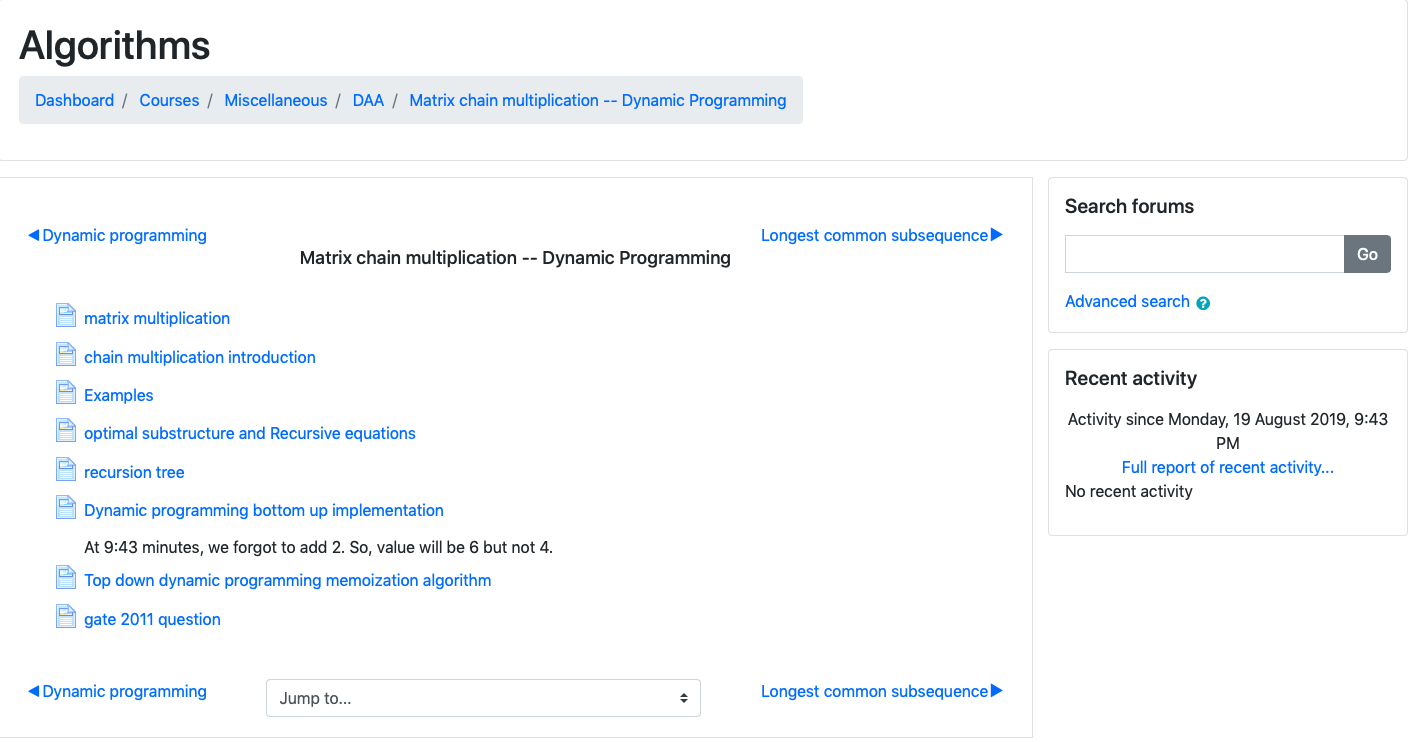 Algorithms
Dashboard / Courses / Miscellaneous / DAA / Matrix chain multiplication -- Dynamic Programming
◀Dynamic programming
Longest common subsequence▶
Matrix chain multiplication -- Dynamic Programming
matrix multiplication
chain multiplication introduction
Examples
optimal substructure and Recursive equations
recursion tree
Dynamic programming bottom up implementation
At 9:43 minutes, we forgot to add 2. So, value will be 6 but not 4.
Top down dynamic programming memoization algorithm
gate 2011 question
◀Dynamic programming
Jump to...
Longest common subsequence▶
Search forums
Go
Advanced search ?
Recent activity
Activity since Monday, 19 August 2019, 9:43
PM
Full report of recent activity...
No recent activity